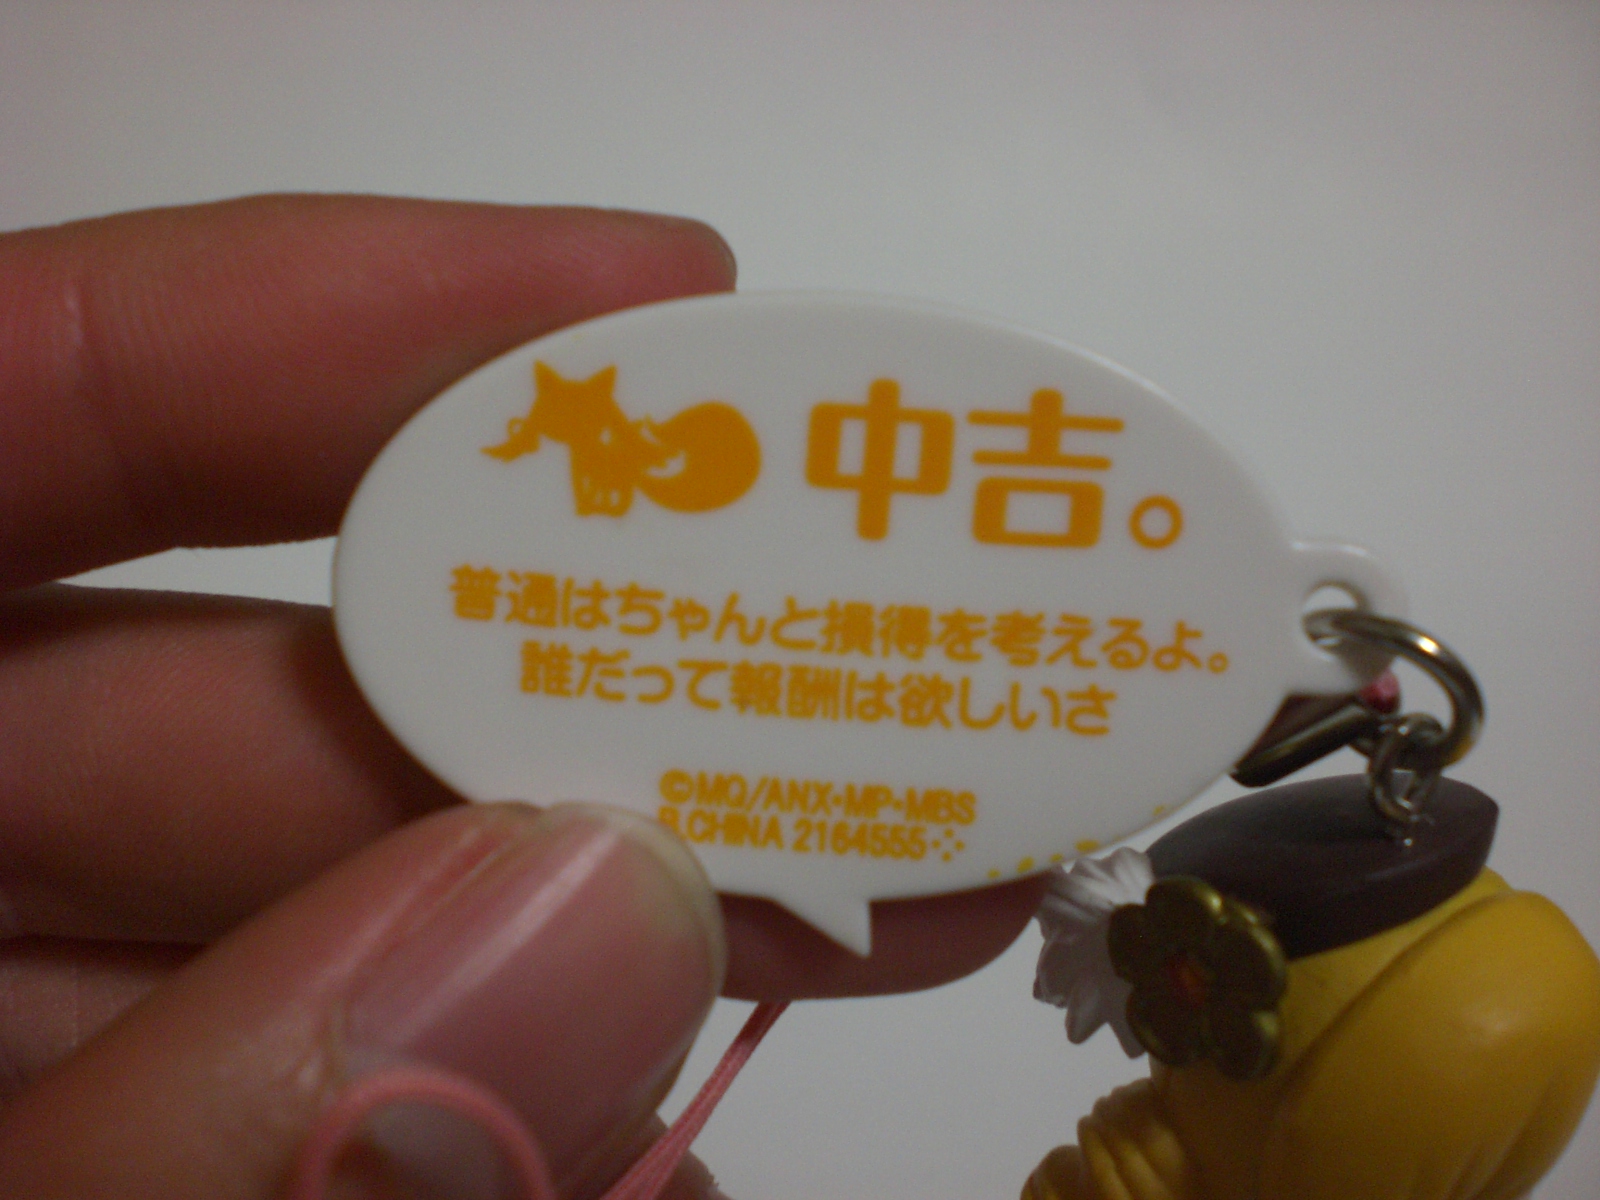 中吉。
普通はちゃんと損得を考えるよ。
誰だって報酬は欲しいさ
©MQ/ANX・MP・MBS
B,CHINA 2164555